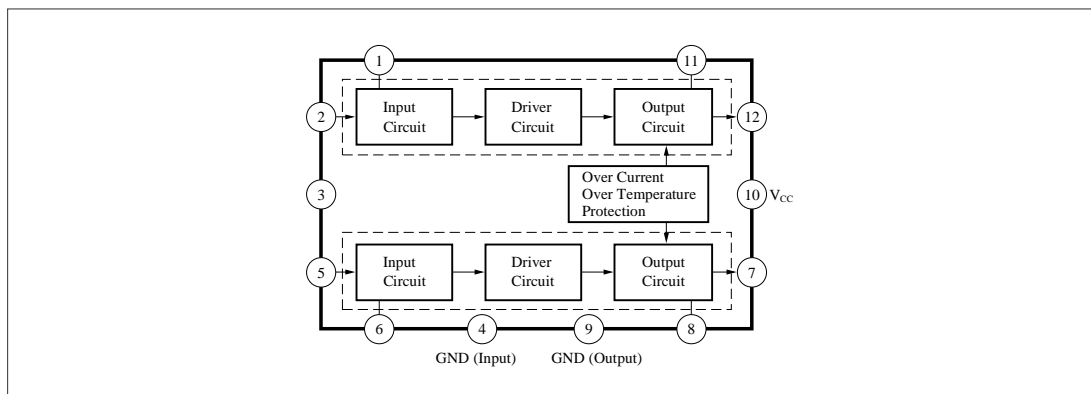 1
11
Input
Circuit
Driver
Circuit
Output
Circuit
2
12
Over Current
Over Temperature
Protection
3
10
VCC
Input
Circuit
Driver
Circuit
Output
Circuit
5
7
6
4
9
8
GND (Input)
GND (Output)